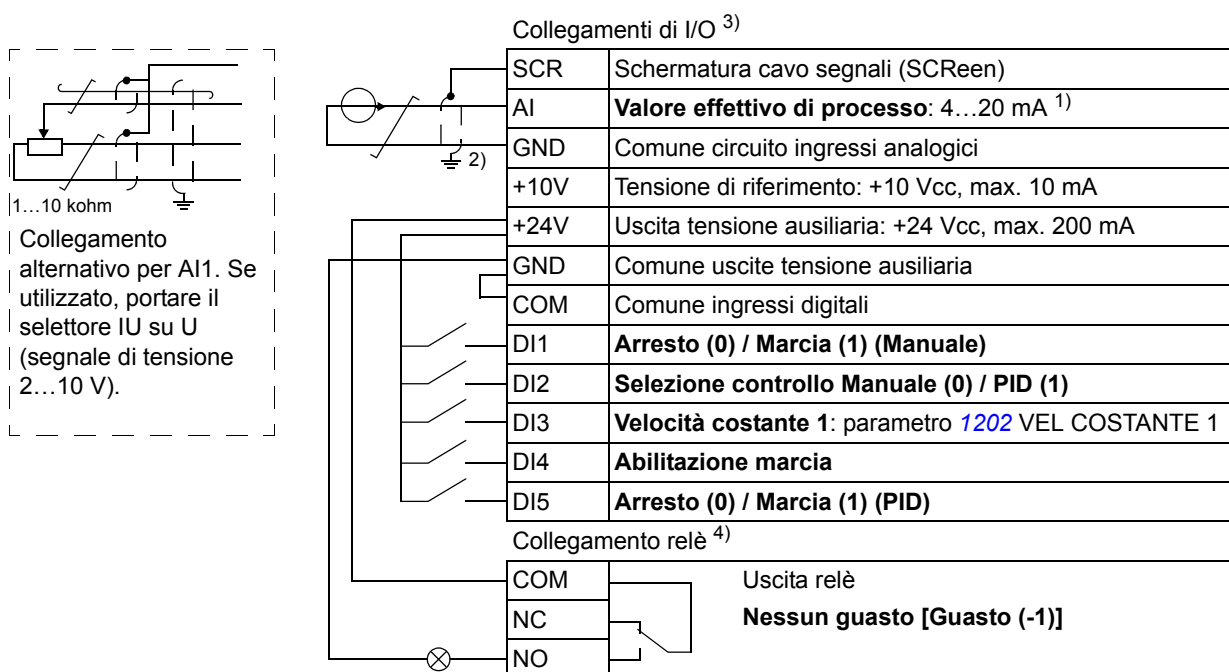 Collegamenti di I/O 3)
SCR Schermatura cavo segnali (SCReen)
AI Valore effettivo di processo: 4…20 mA 1)
GND Comune circuito ingressi analogici
2)
+10V Tensione di riferimento: +10 Vcc, max. 10 mA
+24V Uscita tensione ausiliaria: +24 Vcc, max. 200 mA
GND Comune uscite tensione ausiliaria
COM Comune ingressi digitali
DI1 Arresto (0) / Marcia (1) (Manuale)
DI2 Selezione controllo Manuale (0) / PID (1)
DI3 Velocità costante 1: parametro 1202 VEL COSTANTE 1
DI4 Abilitazione marcia
DI5 Arresto (0) / Marcia (1) (PID)
Collegamento relè 4)
COM Uscita relè
NC Nessun guasto [Guasto (-1)]
NO
1…10 kohm
Collegamento
alternativo per AI1. Se
utilizzato, portare il
selettore IU su U
(segnale di tensione
2…10 V).